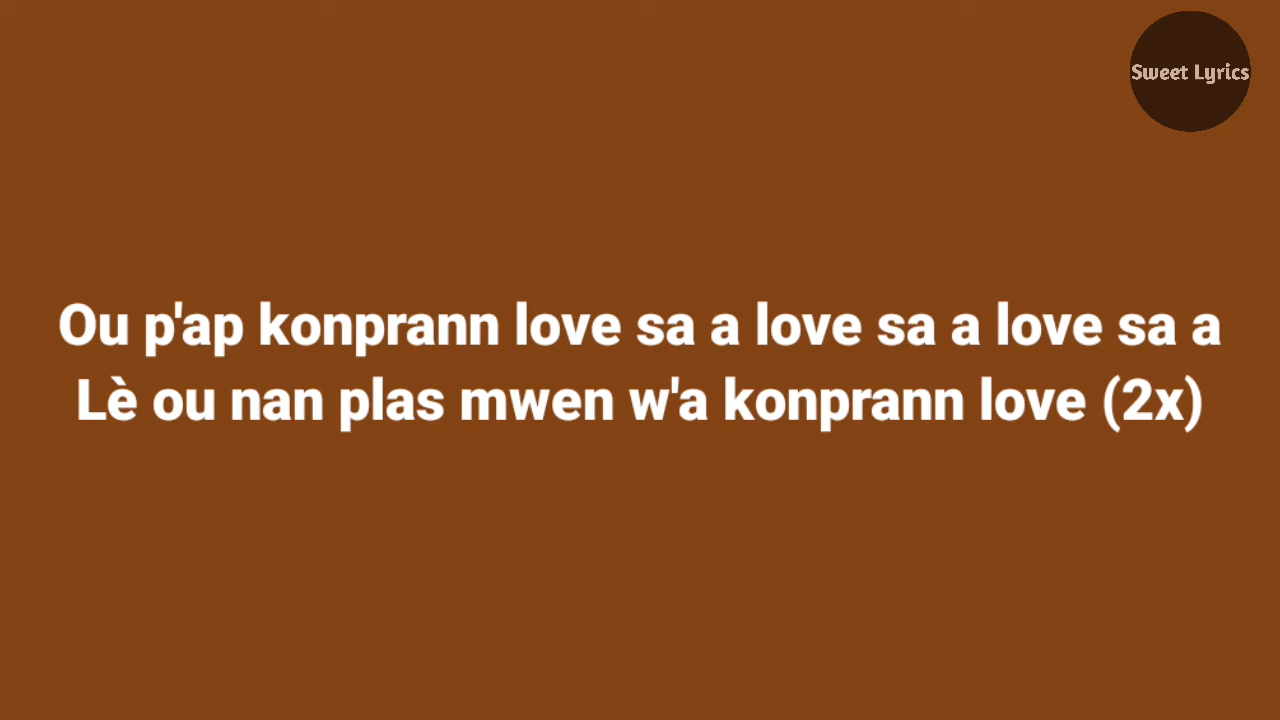 Sweet Lyrics
Ou p'ap konprann love sa a love sa a love sa a
Lè ou nan plas mwen w'a konprann love (2x)